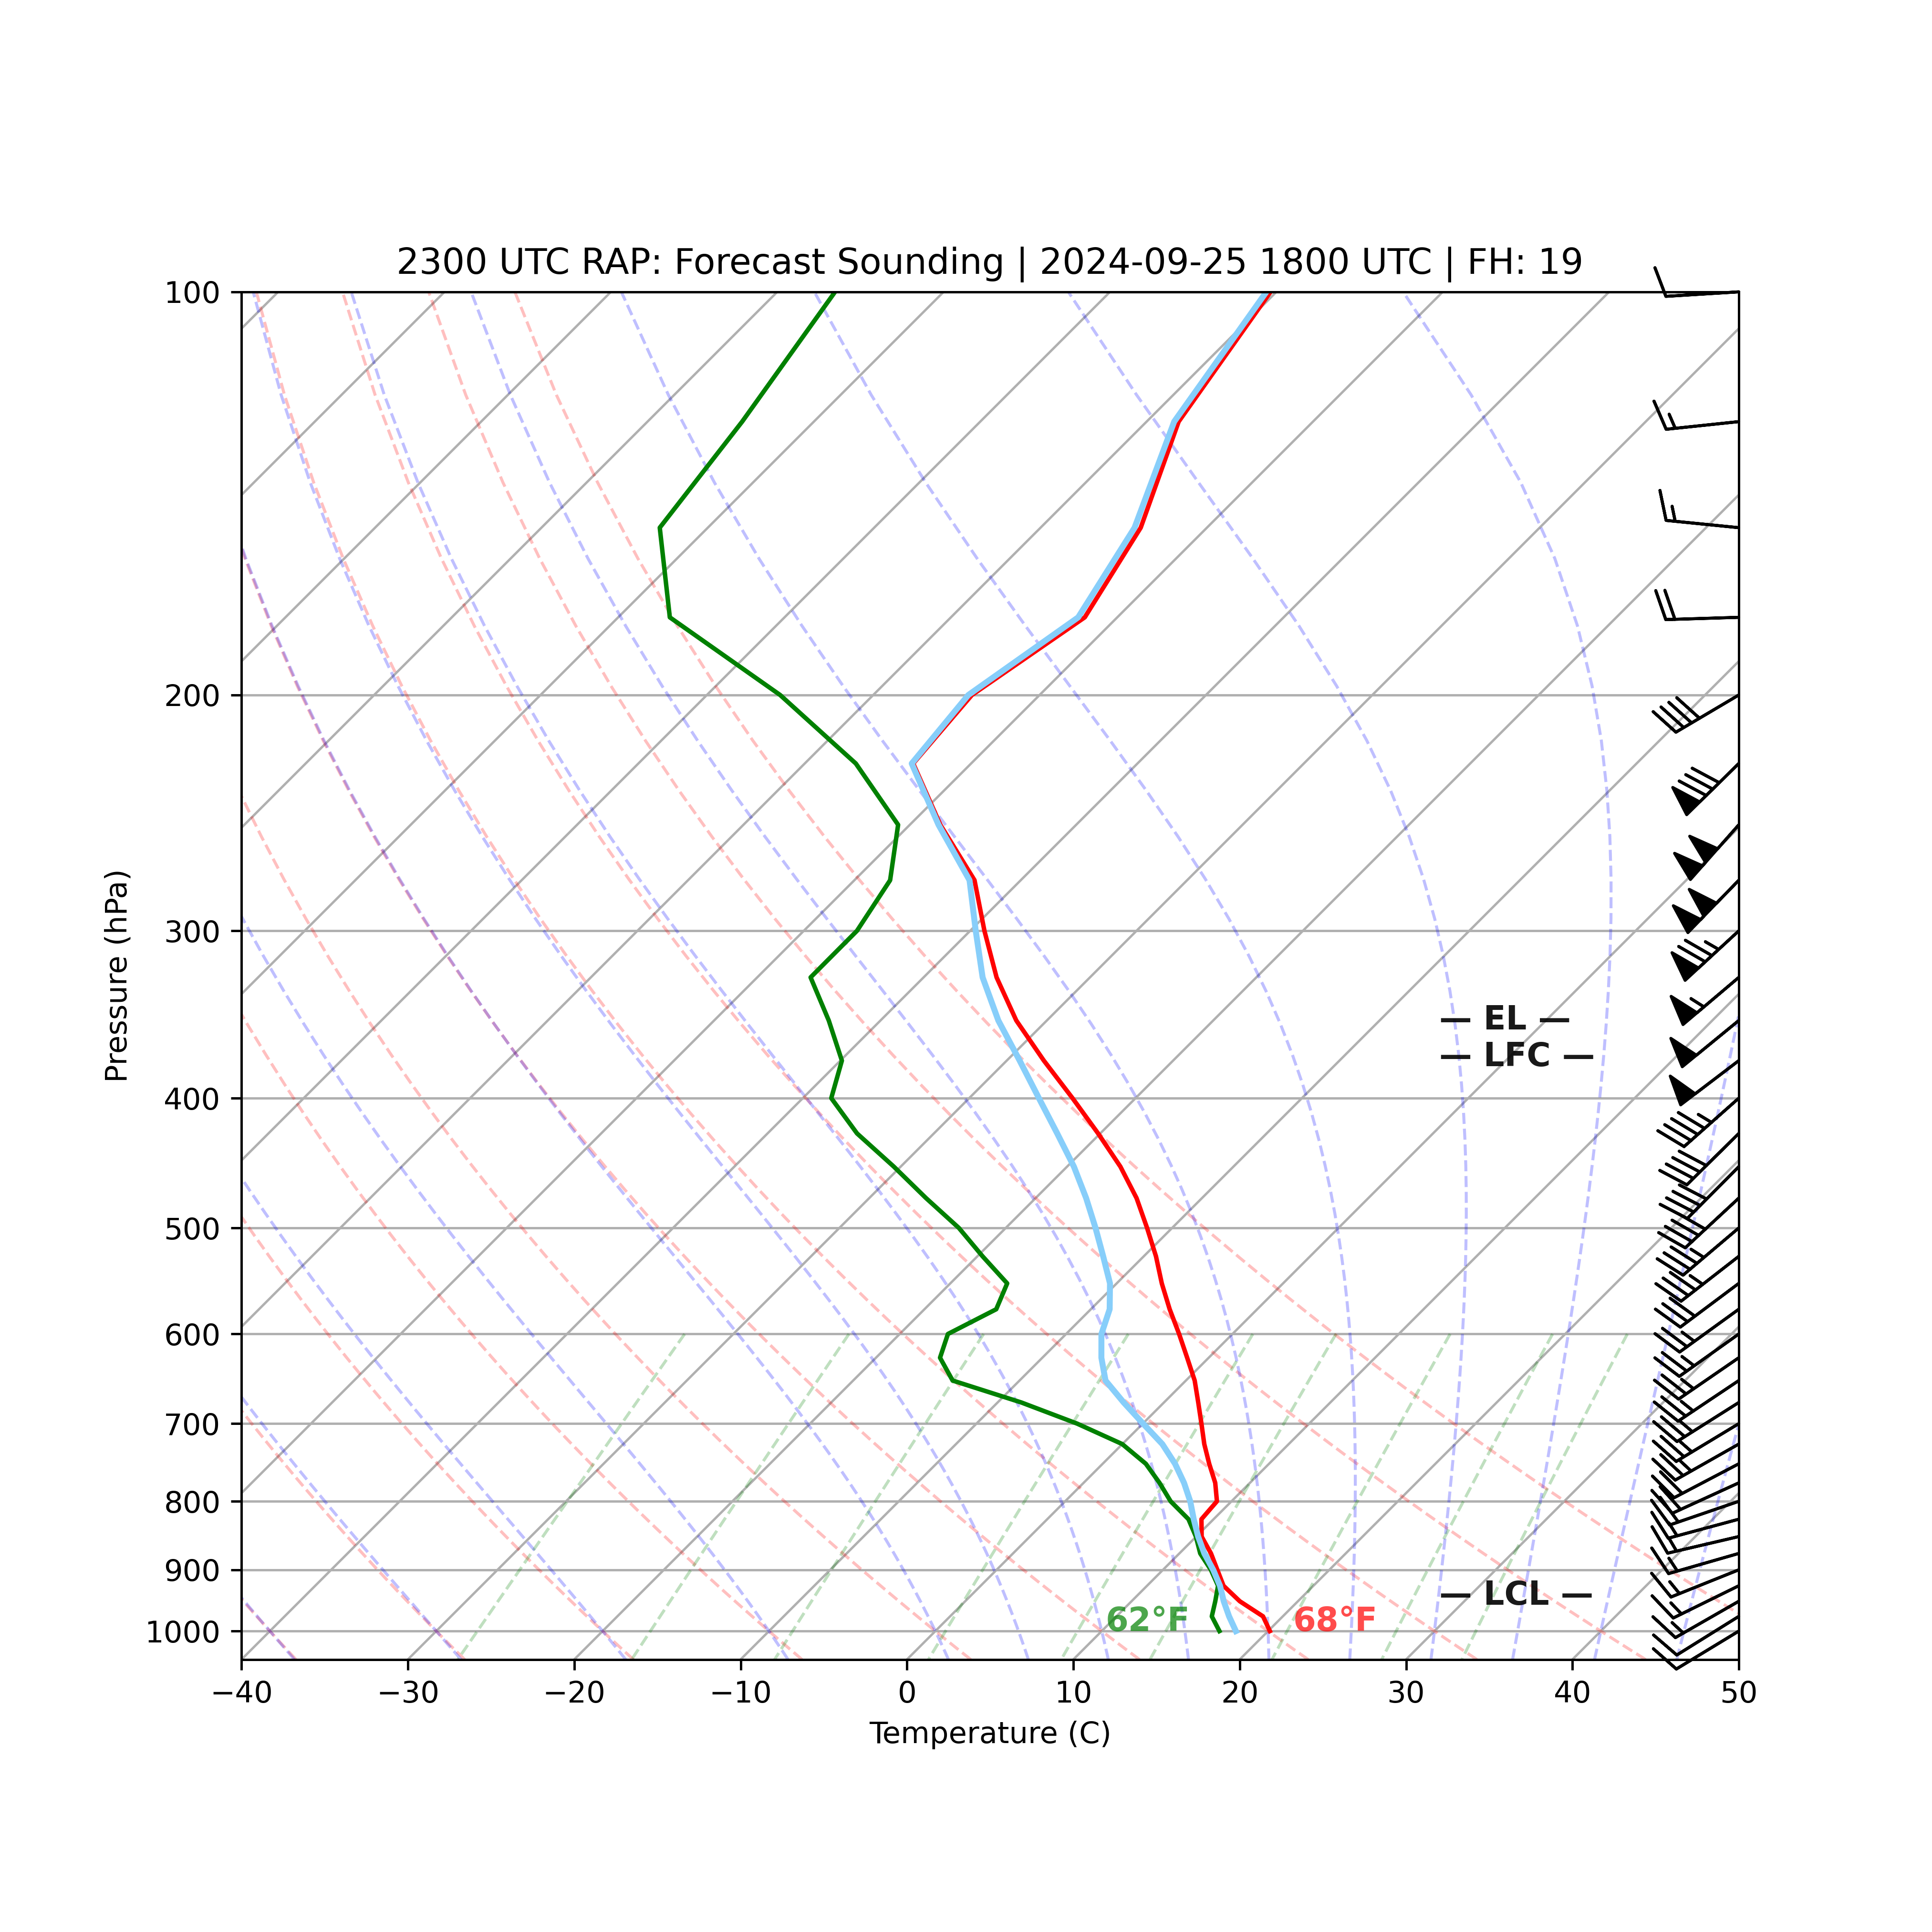 2300 UTC RAP: Forecast Sounding | 2024-09-25 1800 UTC | FH: 19
100
200
300
— EL —
— LFC —
400
500
600
700
800
900
— LCL —
62°F 68°F
1000
−40 −30 −20 −10 0 10 20 30 40 50
Temperature (C)
Pressure (hPa)